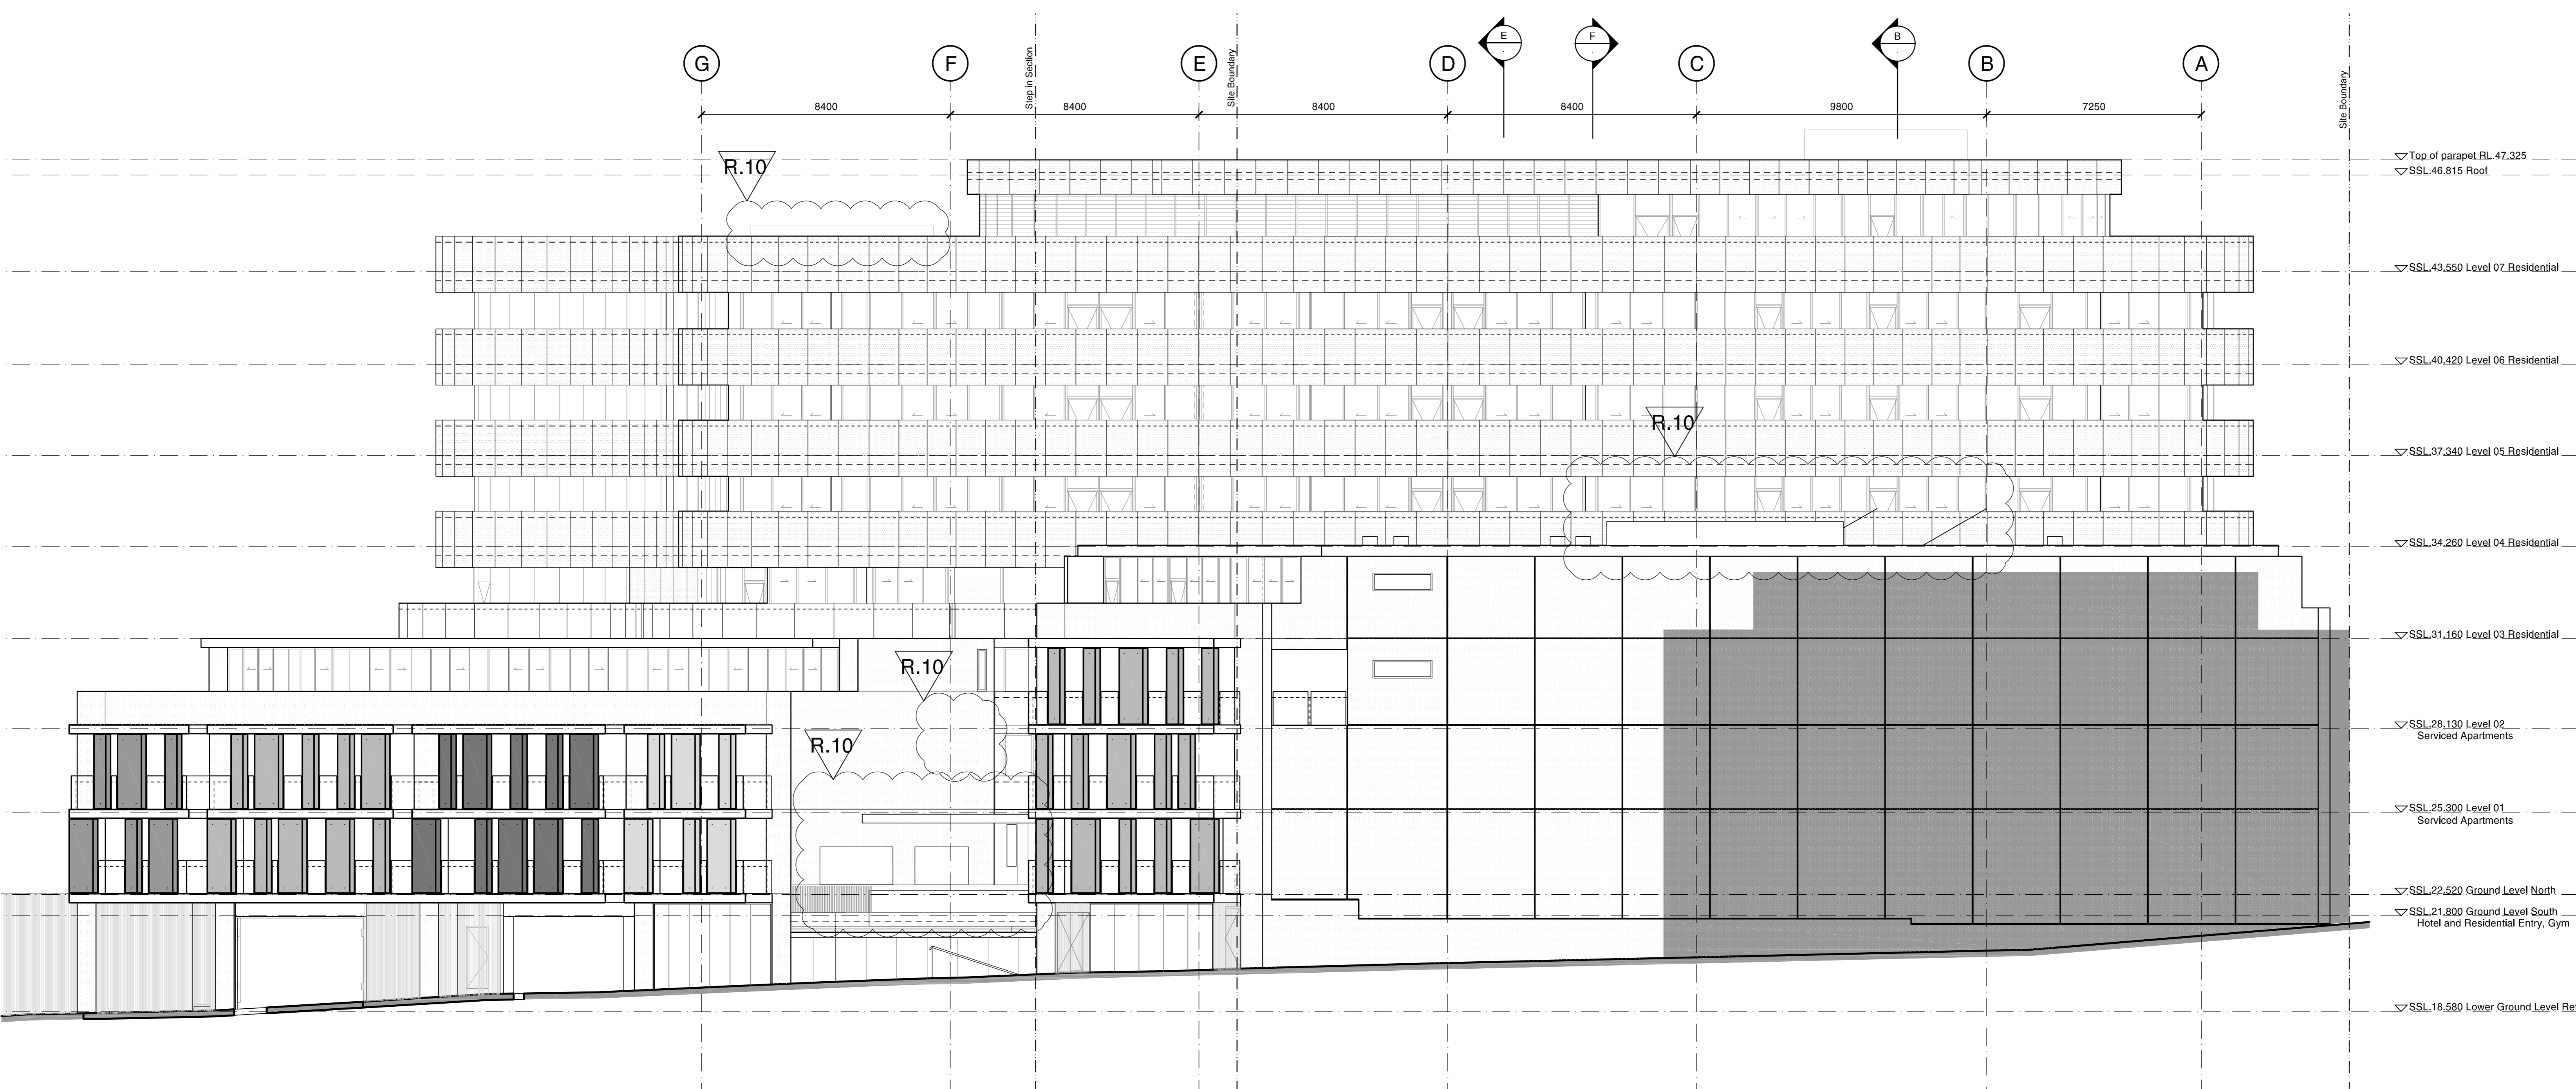 E
F
B
G
F
E
D
C
B
A
Step in Section
Site Boundary
Site Boundary
8400
8400
8400
8400
9800
7250
R.10
Top of parapet RL.47.325
SSL.46.815 Roof
SSL.43.550 Level 07 Residential
SSL.40.420 Level 06 Residential
R.10
SSL.37.340 Level 05 Residential
SSL.34.260 Level 04 Residential
SSL.31.160 Level 03 Residential
R.10
SSL.28.130 Level 02
Serviced Apartments
R.10
SSL.25.300 Level 01
Serviced Apartments
SSL.22.520 Ground Level North
SSL.21.800 Ground Level South
Hotel and Residential Entry, Gym
SSL.18.580 Lower Ground Level